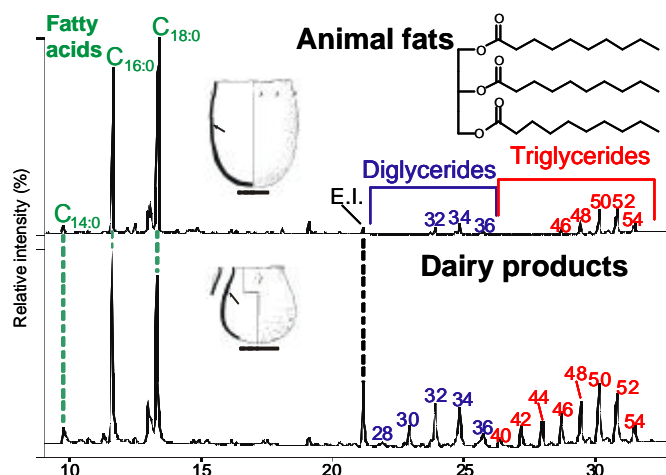 Fatty
acids
C16:0
C18:0
Animal fats
O
O
O
O
O
O
Diglycerides
Triglycerides
E.I.
C14:0
32
34
36
46
48
50
52
54
Relative intensity (%)
Relative intensity (%)
Dairy products
28
30
32
34
36
40
42
44
46
48
50
52
54
10
15
20
25
30